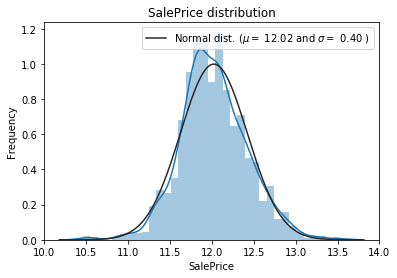 SalePrice distribution
Normal dist. (μ = 12.02 and σ = 0.40 )
Frequency
1.2
1.0
0.8
0.6
0.4
0.2
0.0
10.0 10.5 11.0 11.5 12.0 12.5 13.0 13.5 14.0
SalePrice